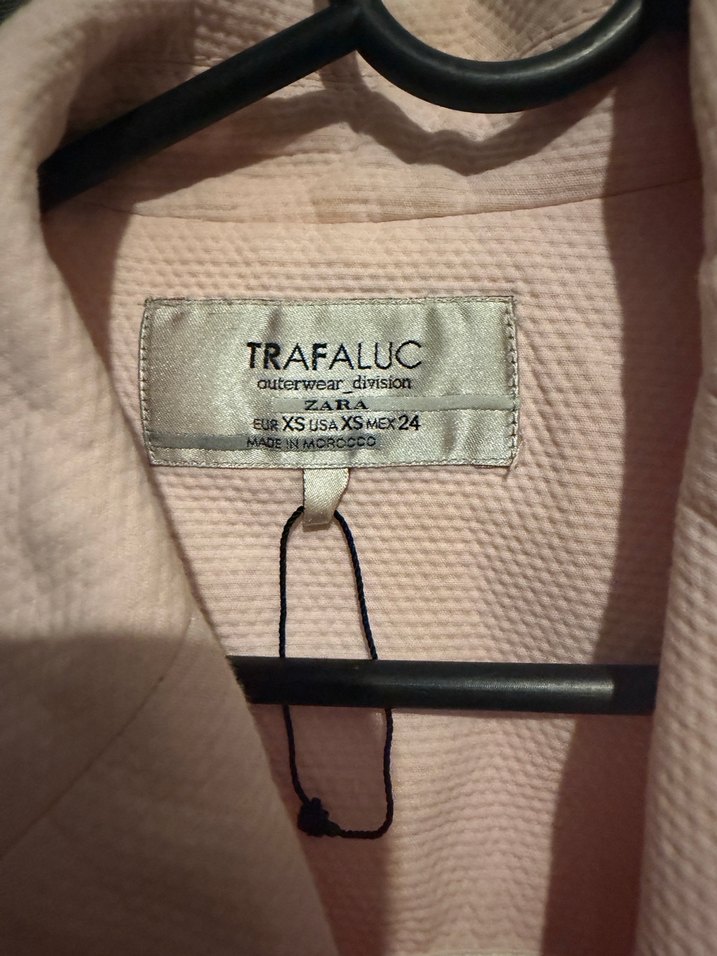 TRAFALUC
outerwear_division
ZARA
EUR XS USA XS MEX 24
MADE IN MOROCCO